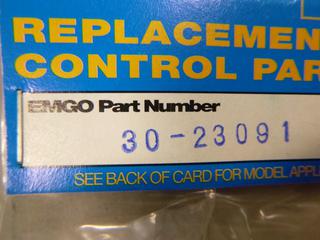 REPLACEMEN
CONTROL PAR
EMGO Part Number
30-23091
SEE BACK OF CARD FOR MODEL APPL